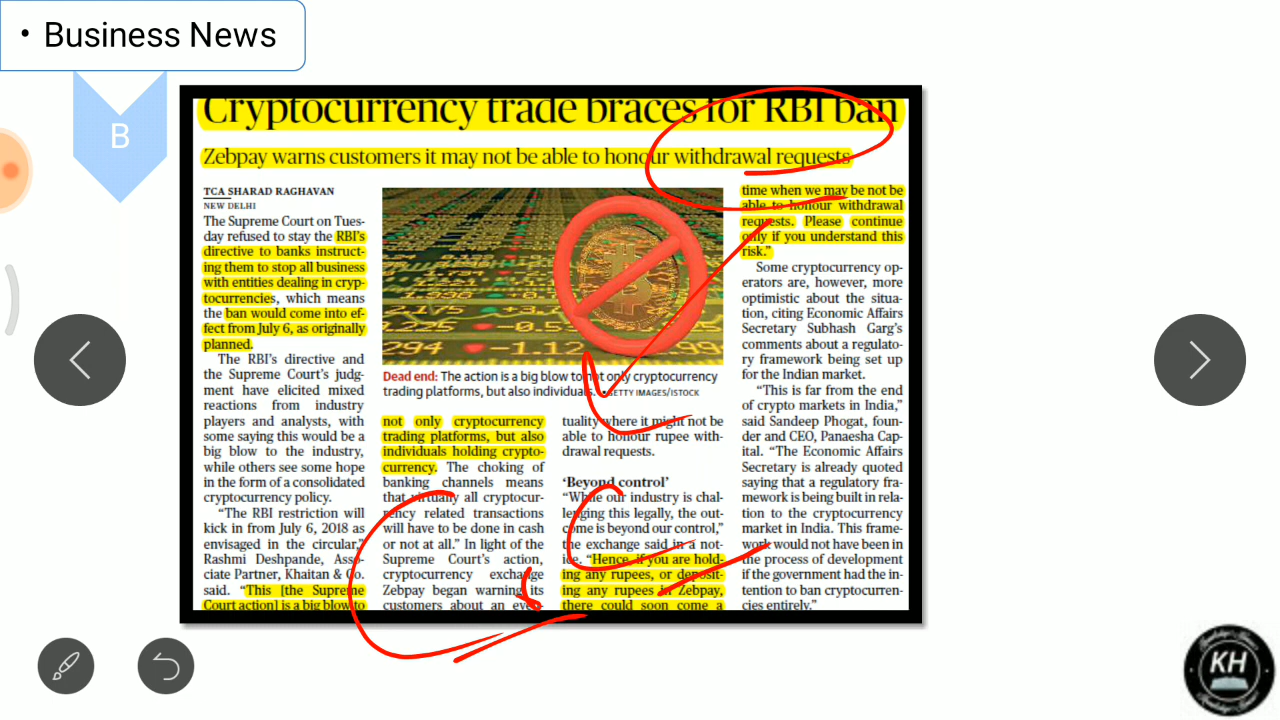 • Business News
B
Cryptocurrency trade braces for RBI ban
Zebpay warns customers it may not be able to honour withdrawal requests
TCA SHARAD RAGHAVAN
NEW DELHI
The Supreme Court on Tues-
day refused to stay the RBI's
directive to banks instruct-
ing them to stop all business
with entities dealing in cryp-
tocurrencies, which means
the ban would come into ef-
fect from July 6, as originally
planned.
The RBI's directive and
the Supreme Court's judg-
ment have elicited mixed
reactions from industry
players and analysts, with
some saying this would be a
big blow to the industry,
while others see some hope
in the form of a consolidated
cryptocurrency policy.
"The RBI restriction will
kick in from July 6, 2018 as
envisaged in the circular,"
Rashmi Deshpande, Asso-
ciate Partner, Khaitan & Co.
said. "This [the Supreme
Court action] is a big blow to
2175
1.225 -0.5
294 -1.12 .99
Dead end: The action is a big blow to not only cryptocurrency
trading platforms, but also individuals. • GETTY IMAGES/ISTOCK
not only cryptocurrency
trading platforms, but also
individuals holding crypto-
currency. The choking of
banking channels means
that virtually all cryptocur-
rency related transactions
will have to be done in cash
or not at all." In light of the
Supreme Court's action,
cryptocurrency exchange
Zebpay began warning its
customers about an even-
tuality where it might not be
able to honour rupee with-
drawal requests.
'Beyond control'
"While our industry is chal-
lenging this legally, the out-
come is beyond our control,"
the exchange said in a not-
ice. "Hence, if you are hold-
ing any rupees, or deposit-
ing any rupees in Zebpay,
there could soon come a
time when we may be not be
able to honour withdrawal
requests. Please continue
only if you understand this
risk."
Some cryptocurrency op-
erators are, however, more
optimistic about the situa-
tion, citing Economic Affairs
Secretary Subhash Garg's
comments about a regulato-
ry framework being set up
for the Indian market.
"This is far from the end
of crypto markets in India,"
said Sandeep Phogat, foun-
der and CEO, Panaesha Cap-
ital. "The Economic Affairs
Secretary is already quoted
saying that a regulatory fra-
mework is being built in rela-
tion to the cryptocurrency
market in India. This frame-
work would not have been in
the process of development
if the government had the in-
tention to ban cryptocurren-
cies entirely."
KH